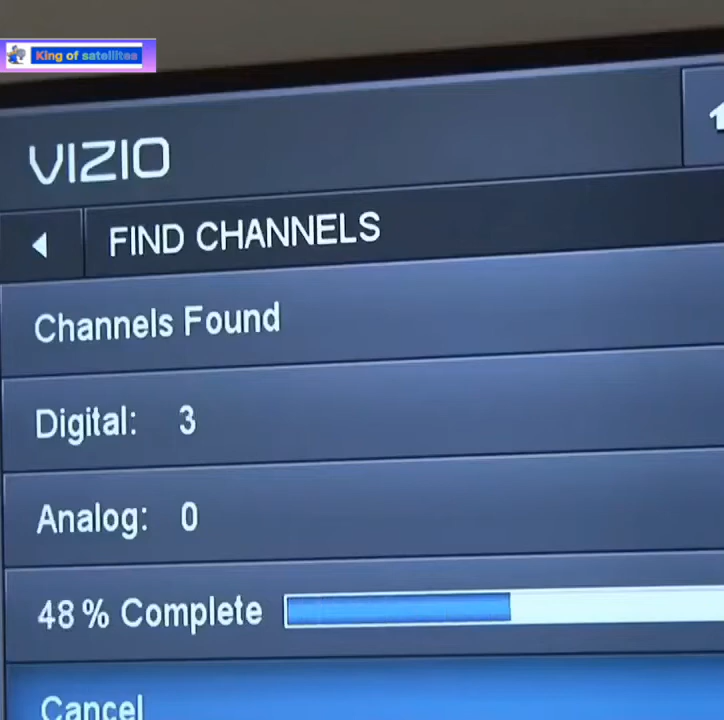 King of satellites
VIZIO
FIND CHANNELS
Channels Found
Digital: 3
Analog: 0
48 % Complete
Cancel